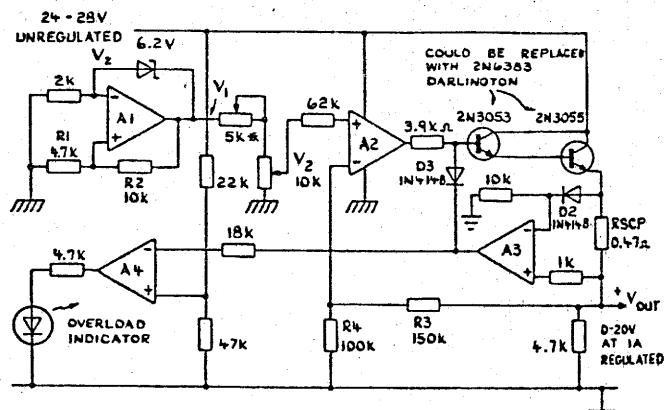 24-28V
UNREGULATED
V2
6.2V
COULD BE REPLACED
WITH 2N6383
DARLINGTON
2N3053
2N3055
2k
A1
R1
4.7k
R2
10k
V1
5k*
62k
A2
3.9kΩ
V2
10k
22k
D3
1N4148
10k
D2
1N4148
RSCP
0.47Ω
A3
1k
18k
4.7k
A4
OVERLOAD
INDICATOR
47k
R4
100k
R3
150k
4.7k
+
VOUT
0-20V
AT 1A
REGULATED